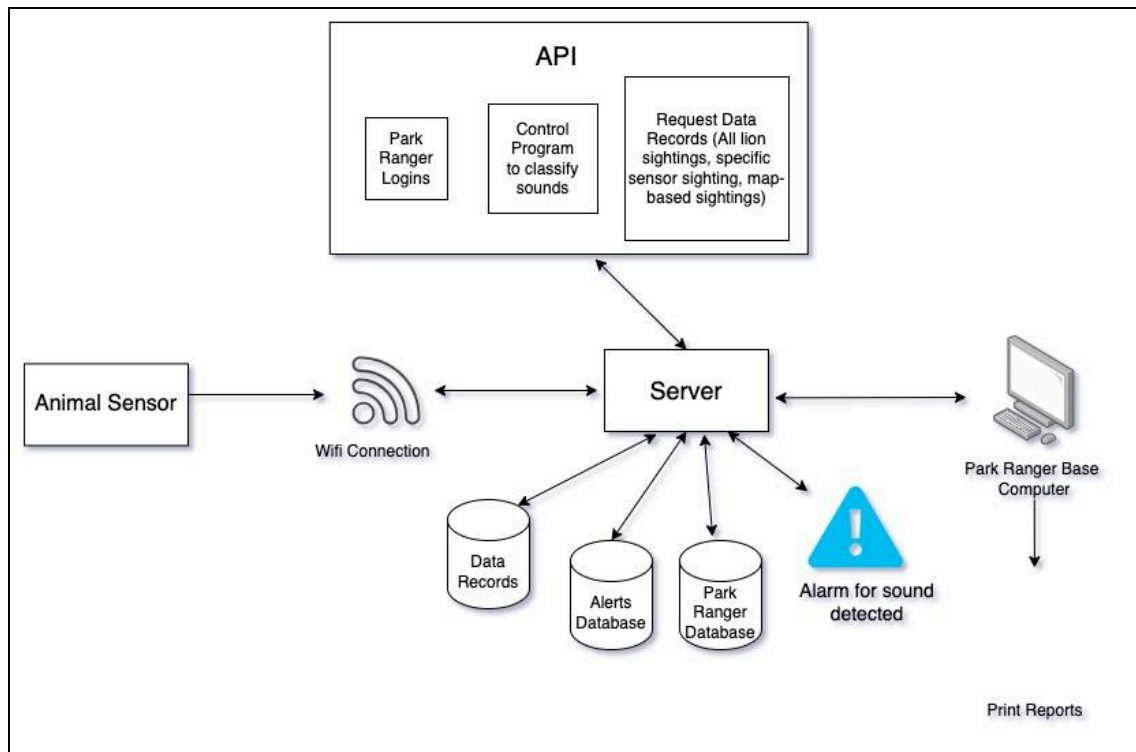 API
Park
Ranger
Logins
Control
Program
to classify
sounds
Request Data
Records (All lion
sightings, specific
sensor sighting, map-
based sightings)
Animal Sensor
Wifi Connection
Server
Park Ranger Base
Computer
Data
Records
Alerts
Database
Park
Ranger
Database
Alarm for sound
detected
Print Reports